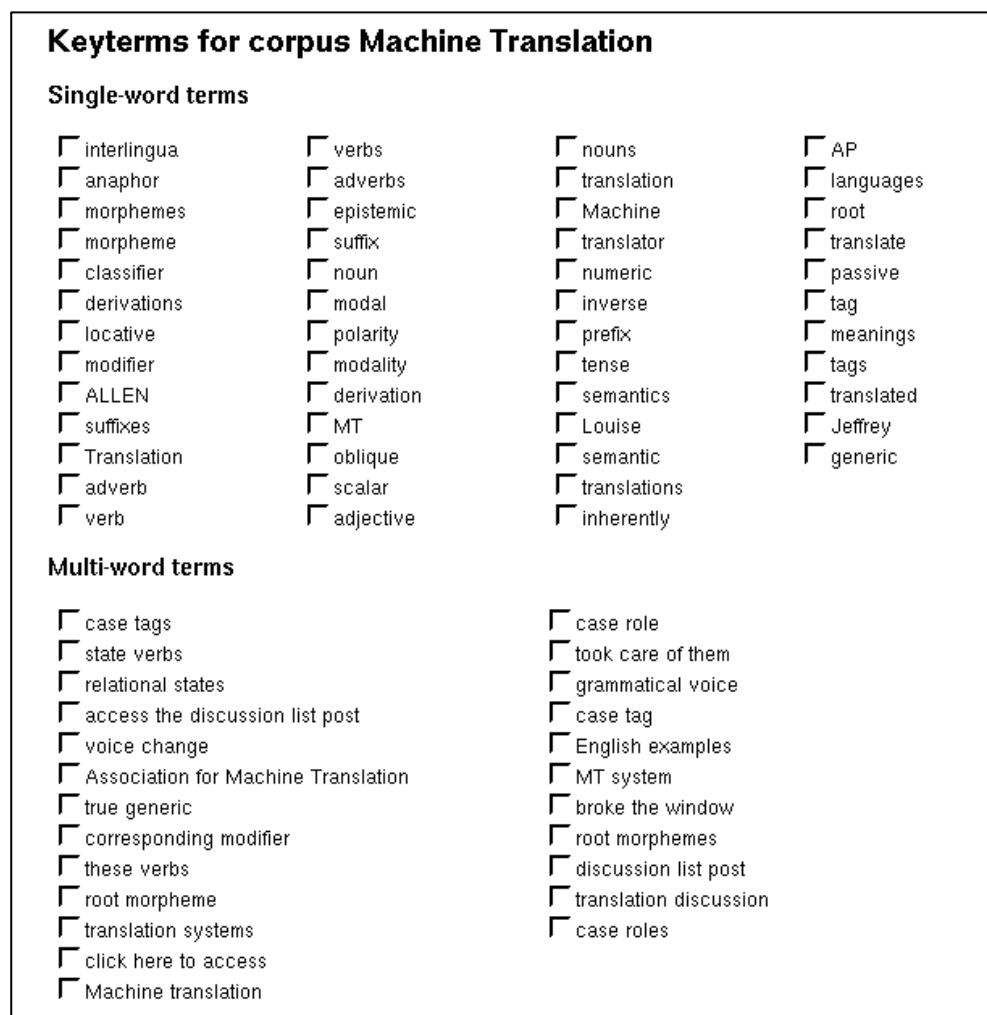 Keyterms for corpus Machine Translation
Single-word terms
interlingua verbs nouns AP
anaphor adverbs translation languages
morphemes epistemic Machine root
morpheme suffix translator translate
classifier noun numeric passive
derivations modal inverse tag
locative polarity prefix meanings
modifier modality tense tags
ALLEN derivation semantics translated
suffixes MT Louise Jeffrey
Translation oblique semantic generic
adverb scalar translations
verb adjective inherently
Multi-word terms
case tags case role
state verbs took care of them
relational states grammatical voice
access the discussion list post case tag
voice change English examples
Association for Machine Translation MT system
true generic broke the window
corresponding modifier root morphemes
these verbs discussion list post
root morpheme translation discussion
translation systems case roles
click here to access
Machine translation